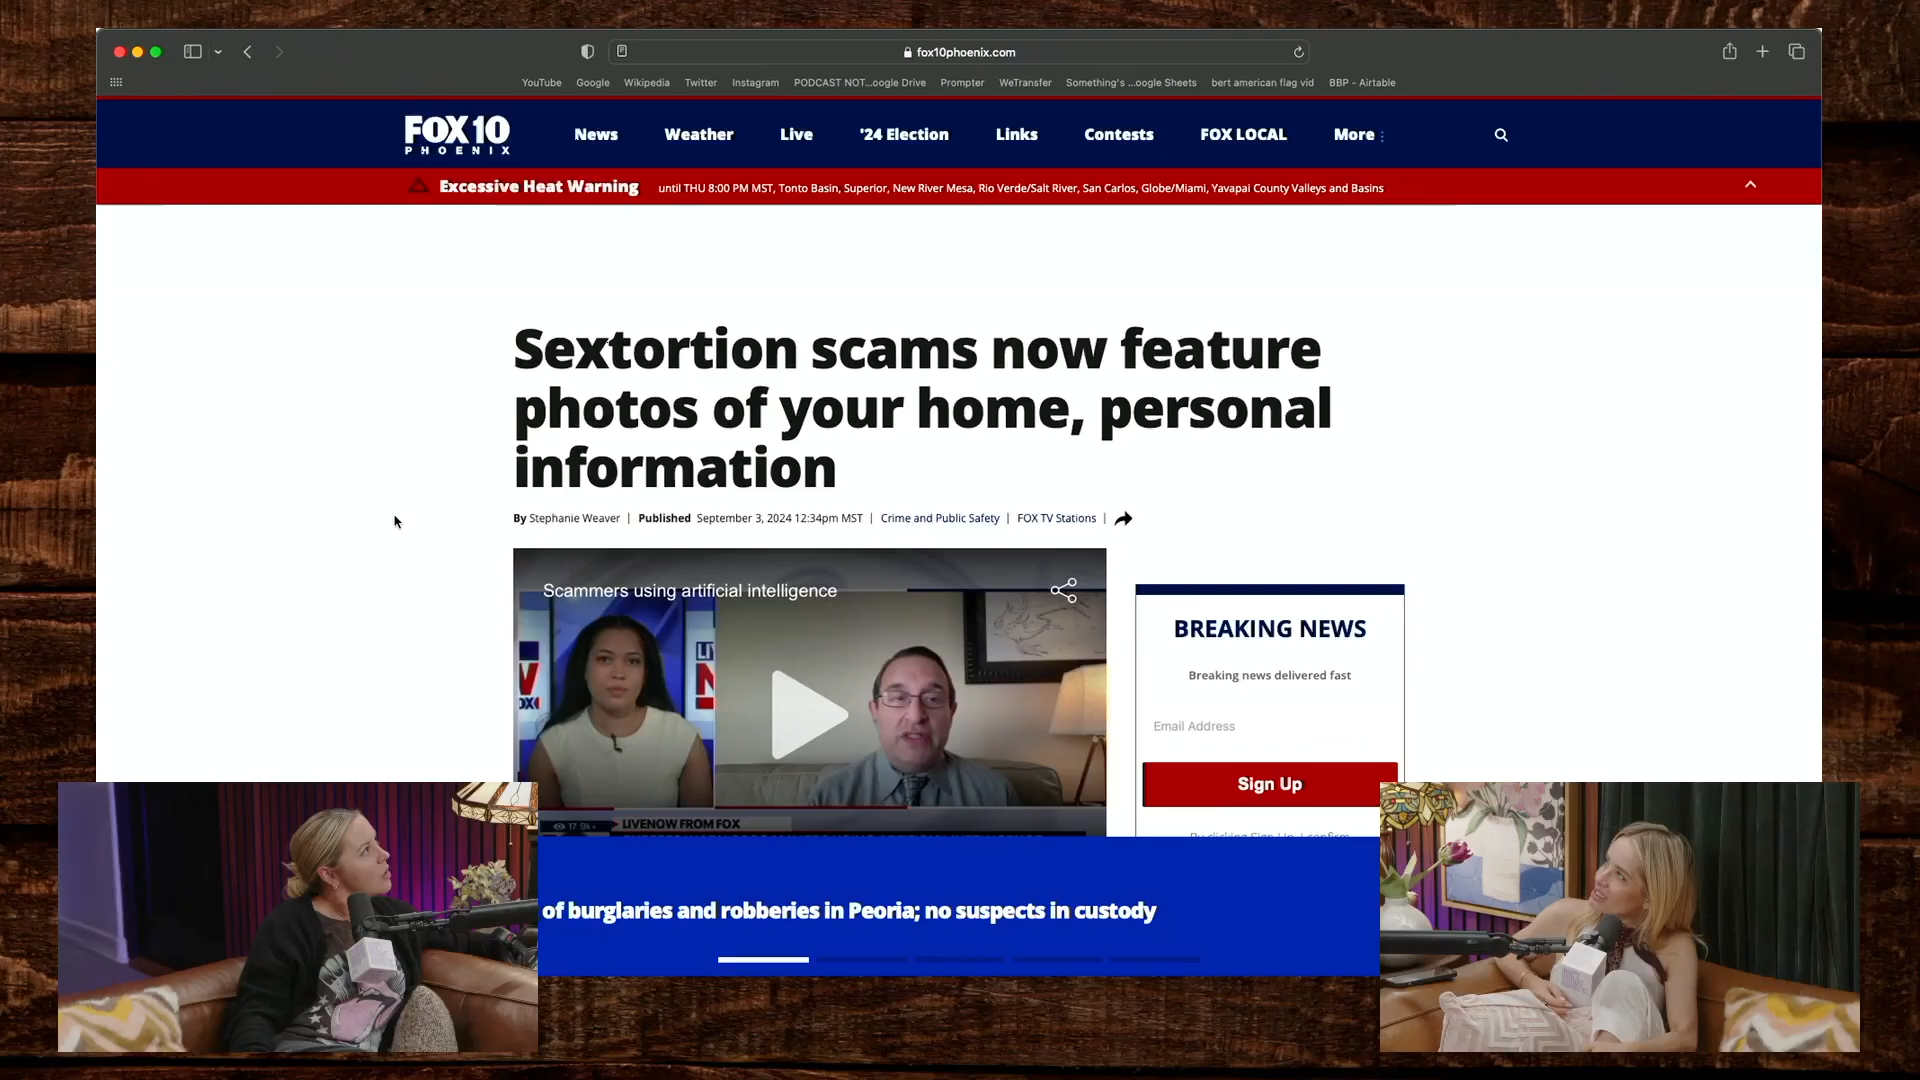 fox10phoenix.com
YouTube Google Wikipedia Twitter Instagram PODCAST NOT...oogle Drive Prompter WeTransfer Something's ...oogle Sheets bert american flag vid BBP - Airtable
FOX 10 PHOENIX
News Weather Live '24 Election Links Contests FOX LOCAL More
Excessive Heat Warning until THU 8:00 PM MST, Tonto Basin, Superior, New River Mesa, Rio Verde/Salt River, San Carlos, Globe/Miami, Yavapai County Valleys and Basins
Sextortion scams now feature
photos of your home, personal
information
By Stephanie Weaver | Published September 3, 2024 12:34pm MST | Crime and Public Safety | FOX TV Stations |
Scammers using artificial intelligence
LIVENOW FROM FOX
BREAKING NEWS
Breaking news delivered fast
Email Address
Sign Up
By clicking Sign Up, I confirm
of burglaries and robberies in Peoria; no suspects in custody